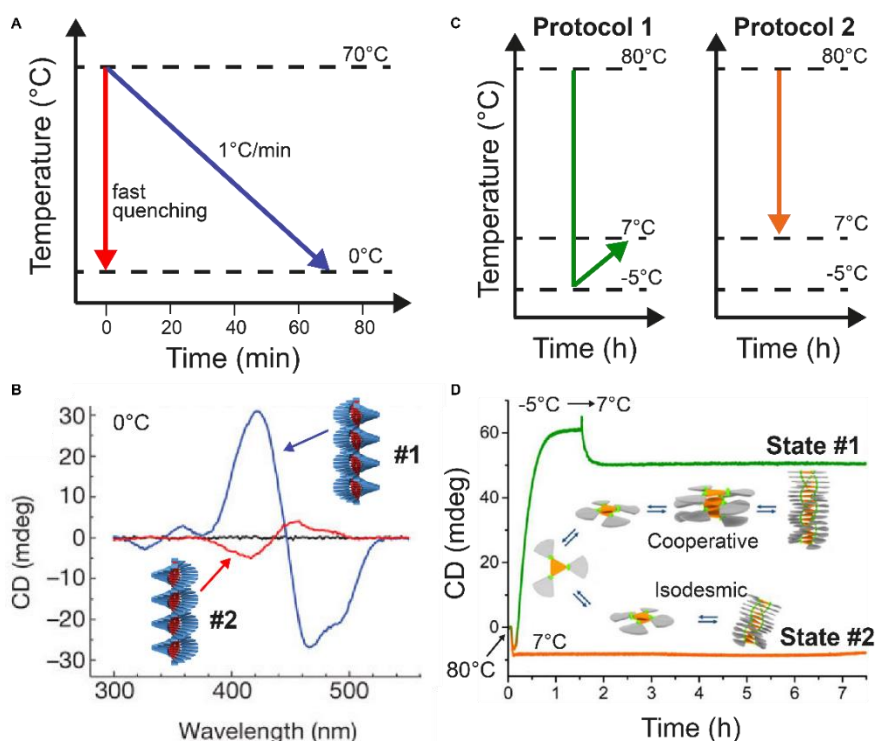 A
Temperature (°C)
70°C
1°C/min
fast
quenching
0°C
0
20
40
60
80
Time (min)
C
Protocol 1
Protocol 2
Temperature (°C)
80°C
80°C
7°C
7°C
-5°C
-5°C
Time (h)
Time (h)
B
CD (mdeg)
30
20
10
0
−10
−20
−30
0°C
#1
#2
300
400
500
Wavelength (nm)
D
CD (mdeg)
60
40
20
0
-5°C
7°C
State #1
Cooperative
Isodesmic
7°C
State #2
80°C
0
1
2
3
4
5
6
7
Time (h)